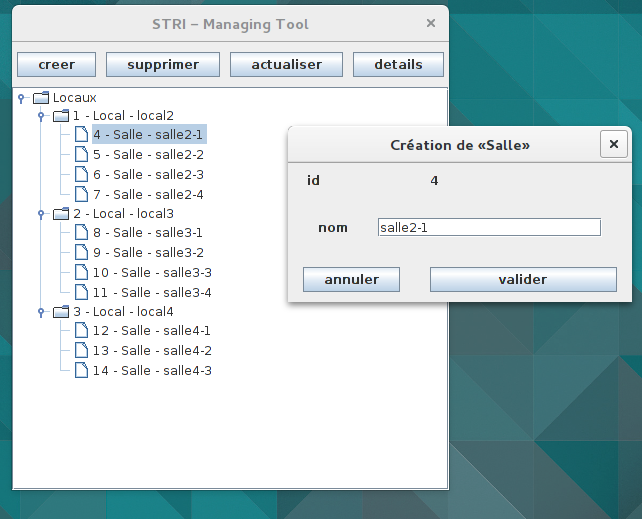 STRI – Managing Tool
creer supprimer actualiser details
Locaux
1 - Local - local2
4 - Salle - salle2-1
5 - Salle - salle2-2
6 - Salle - salle2-3
7 - Salle - salle2-4
2 - Local - local3
8 - Salle - salle3-1
9 - Salle - salle3-2
10 - Salle - salle3-3
11 - Salle - salle3-4
3 - Local - local4
12 - Salle - salle4-1
13 - Salle - salle4-2
14 - Salle - salle4-3
Création de «Salle»
id 4
nom salle2-1
annuler valider